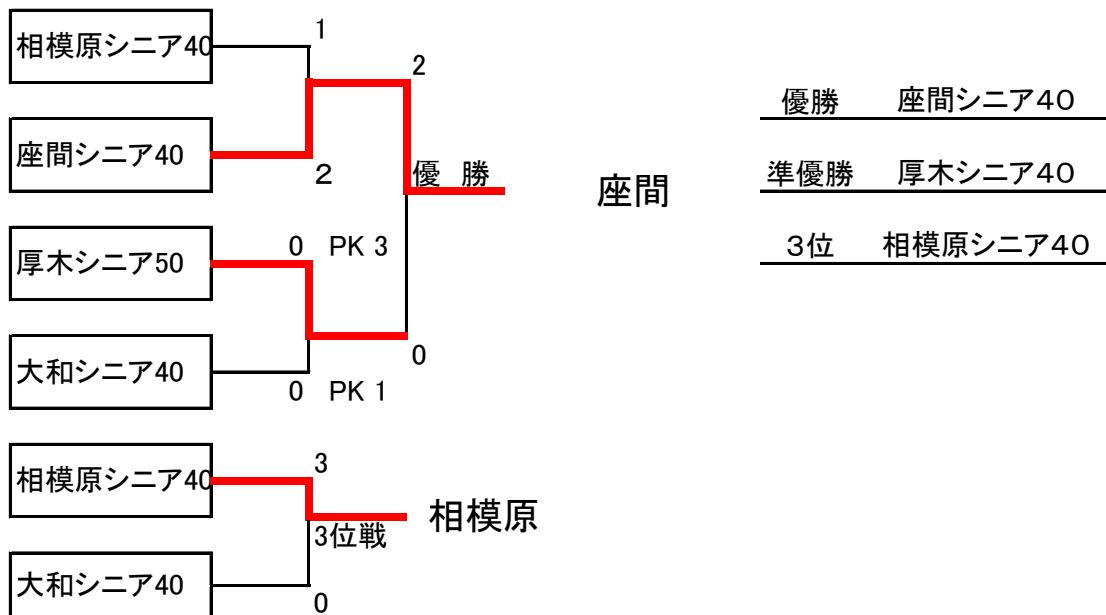 相模原シニア40
1
2
座間シニア40
2
優 勝
座間
厚木シニア50
0 PK 3
大和シニア40
0 PK 1
0
相模原シニア40
3
3位戦
相模原
大和シニア40
0
優勝 座間シニア40
準優勝 厚木シニア40
3位 相模原シニア40